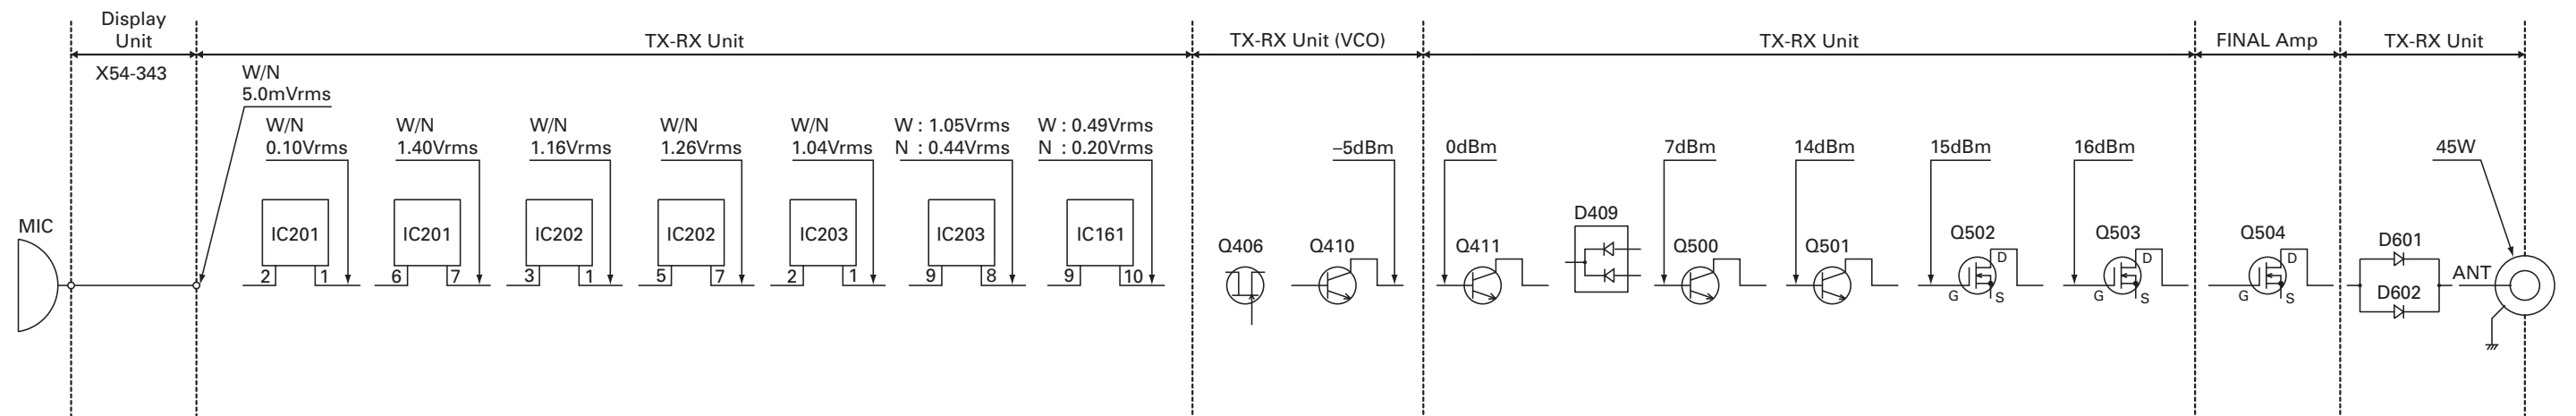 Display
Unit
TX-RX Unit
TX-RX Unit (VCO)
TX-RX Unit
FINAL Amp
TX-RX Unit
X54-343
W/N
5.0mVrms
W/N
0.10Vrms
W/N
1.40Vrms
W/N
1.16Vrms
W/N
1.26Vrms
W/N
1.04Vrms
W : 1.05Vrms
N : 0.44Vrms
W : 0.49Vrms
N : 0.20Vrms
–5dBm
0dBm
7dBm
14dBm
15dBm
16dBm
45W
MIC
IC201
2 1
IC201
6 7
IC202
3 1
IC202
5 7
IC203
2 1
IC203
9 8
IC161
9 10
Q406
Q410
Q411
D409
Q500
Q501
Q502
D
G
S
Q503
D
G
S
Q504
D
G
S
D601
D602
ANT